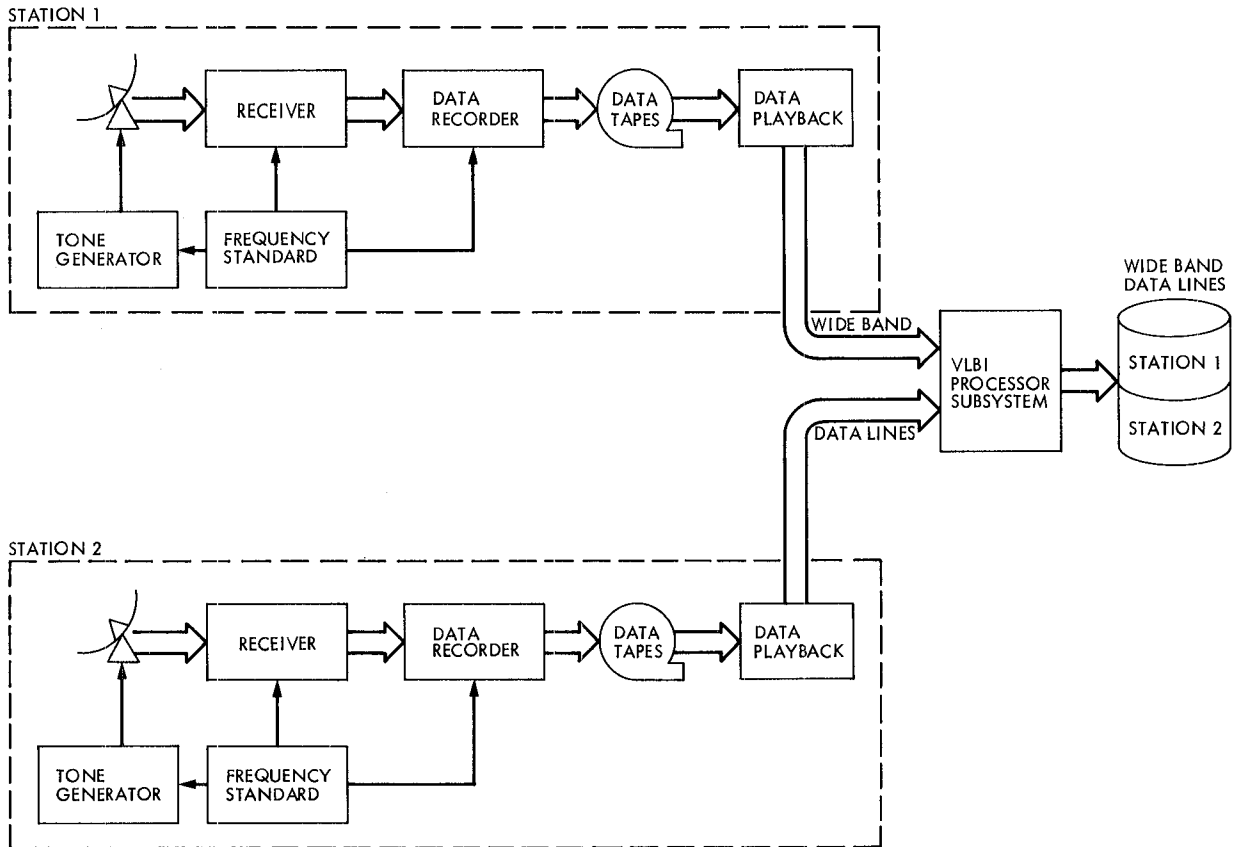 STATION 1
RECEIVER
DATA
RECORDER
DATA
TAPES
DATA
PLAYBACK
TONE
GENERATOR
FREQUENCY
STANDARD
WIDE BAND
DATA LINES
WIDE BAND
VLBI
PROCESSOR
SUBSYSTEM
STATION 1
STATION 2
DATA LINES
STATION 2
RECEIVER
DATA
RECORDER
DATA
TAPES
DATA
PLAYBACK
TONE
GENERATOR
FREQUENCY
STANDARD